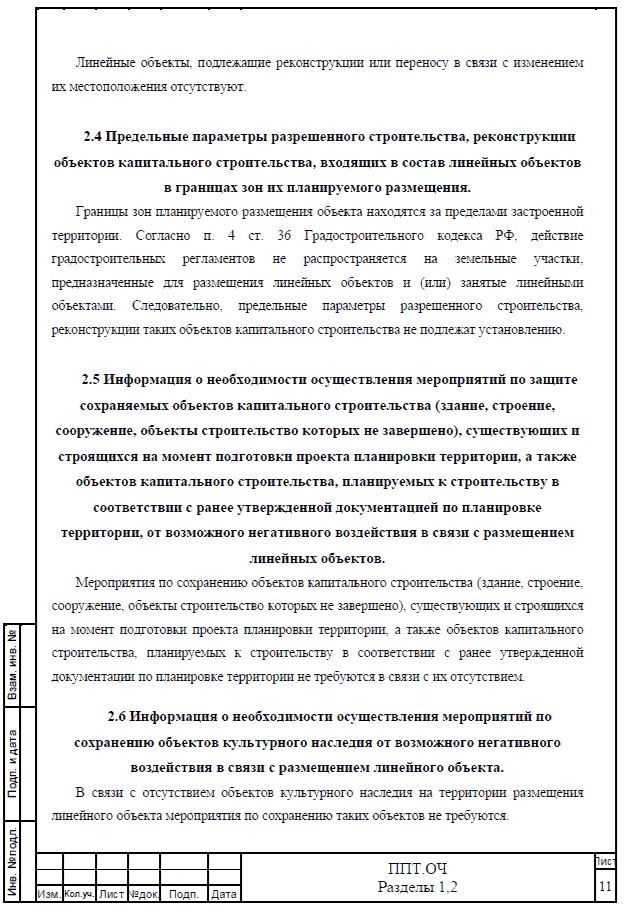 Линейные объекты, подлежащие реконструкции или переносу в связи с изменением
их местоположения отсутствуют.
2.4 Предельные параметры разрешенного строительства, реконструкции
объектов капитального строительства, входящих в состав линейных объектов
в границах зон их планируемого размещения.
Границы зон планируемого размещения объекта находятся за пределами застроенной
территории. Согласно п. 4 ст. 36 Градостроительного кодекса РФ, действие
градостроительных регламентов не распространяется на земельные участки,
предназначенные для размещения линейных объектов и (или) занятые линейными
объектами. Следовательно, предельные параметры разрешенного строительства,
реконструкции таких объектов капитального строительства не подлежат установлению.
2.5 Информация о необходимости осуществления мероприятий по защите
сохраняемых объектов капитального строительства (здание, строение,
сооружение, объекты строительство которых не завершено), существующих и
строящихся на момент подготовки проекта планировки территории, а также
объектов капитального строительства, планируемых к строительству в
соответствии с ранее утвержденной документацией по планировке
территории, от возможного негативного воздействия в связи с размещением
линейных объектов.
Мероприятия по сохранению объектов капитального строительства (здание, строение,
сооружение, объекты строительство которых не завершено), существующих и строящихся
на момент подготовки проекта планировки территории, а также объектов капитального
строительства, планируемых к строительству в соответствии с ранее утвержденной
документации по планировке территории не требуются в связи с их отсутствием.
2.6 Информация о необходимости осуществления мероприятий по
сохранению объектов культурного наследия от возможного негативного
воздействия в связи с размещением линейного объекта.
В связи с отсутствием объектов культурного наследия на территории размещения
линейного объекта мероприятия по сохранению таких объектов не требуются.
Взам. инв. №
Подп. и дата
Инв. №подл.
Изм. Кол.уч. Лист №док. Подп. Дата
ППТ.ОЧ
Разделы 1,2
Лист
11